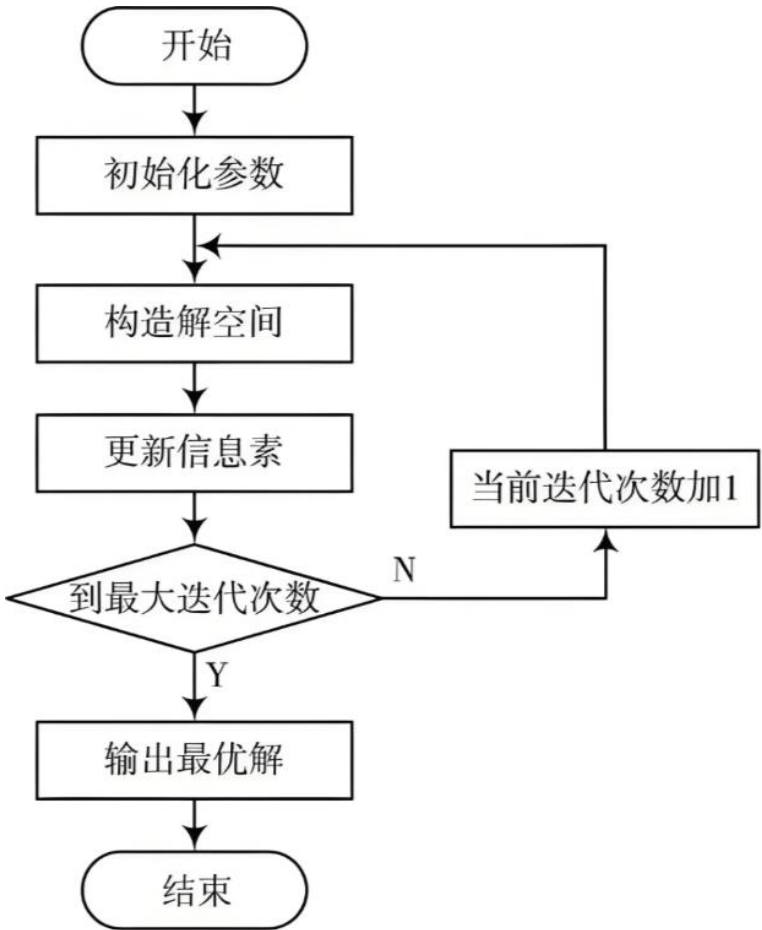 开始
初始化参数
构造解空间
更新信息素
当前迭代次数加1
到最大迭代次数
N
Y
输出最优解
结束